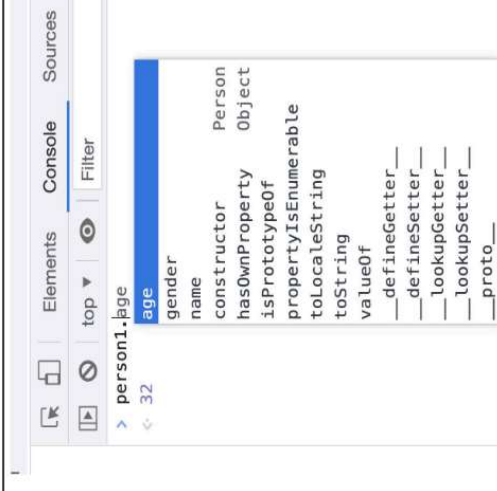 Elements Console Sources
top ▼ Filter
> person1.age
<· 32
age
gender
name
constructor Person
hasOwnProperty Object
isPrototypeOf
propertyIsEnumerable
toLocaleString
toString
valueOf
__defineGetter__
__defineSetter__
__lookupGetter__
__lookupSetter__
__proto__